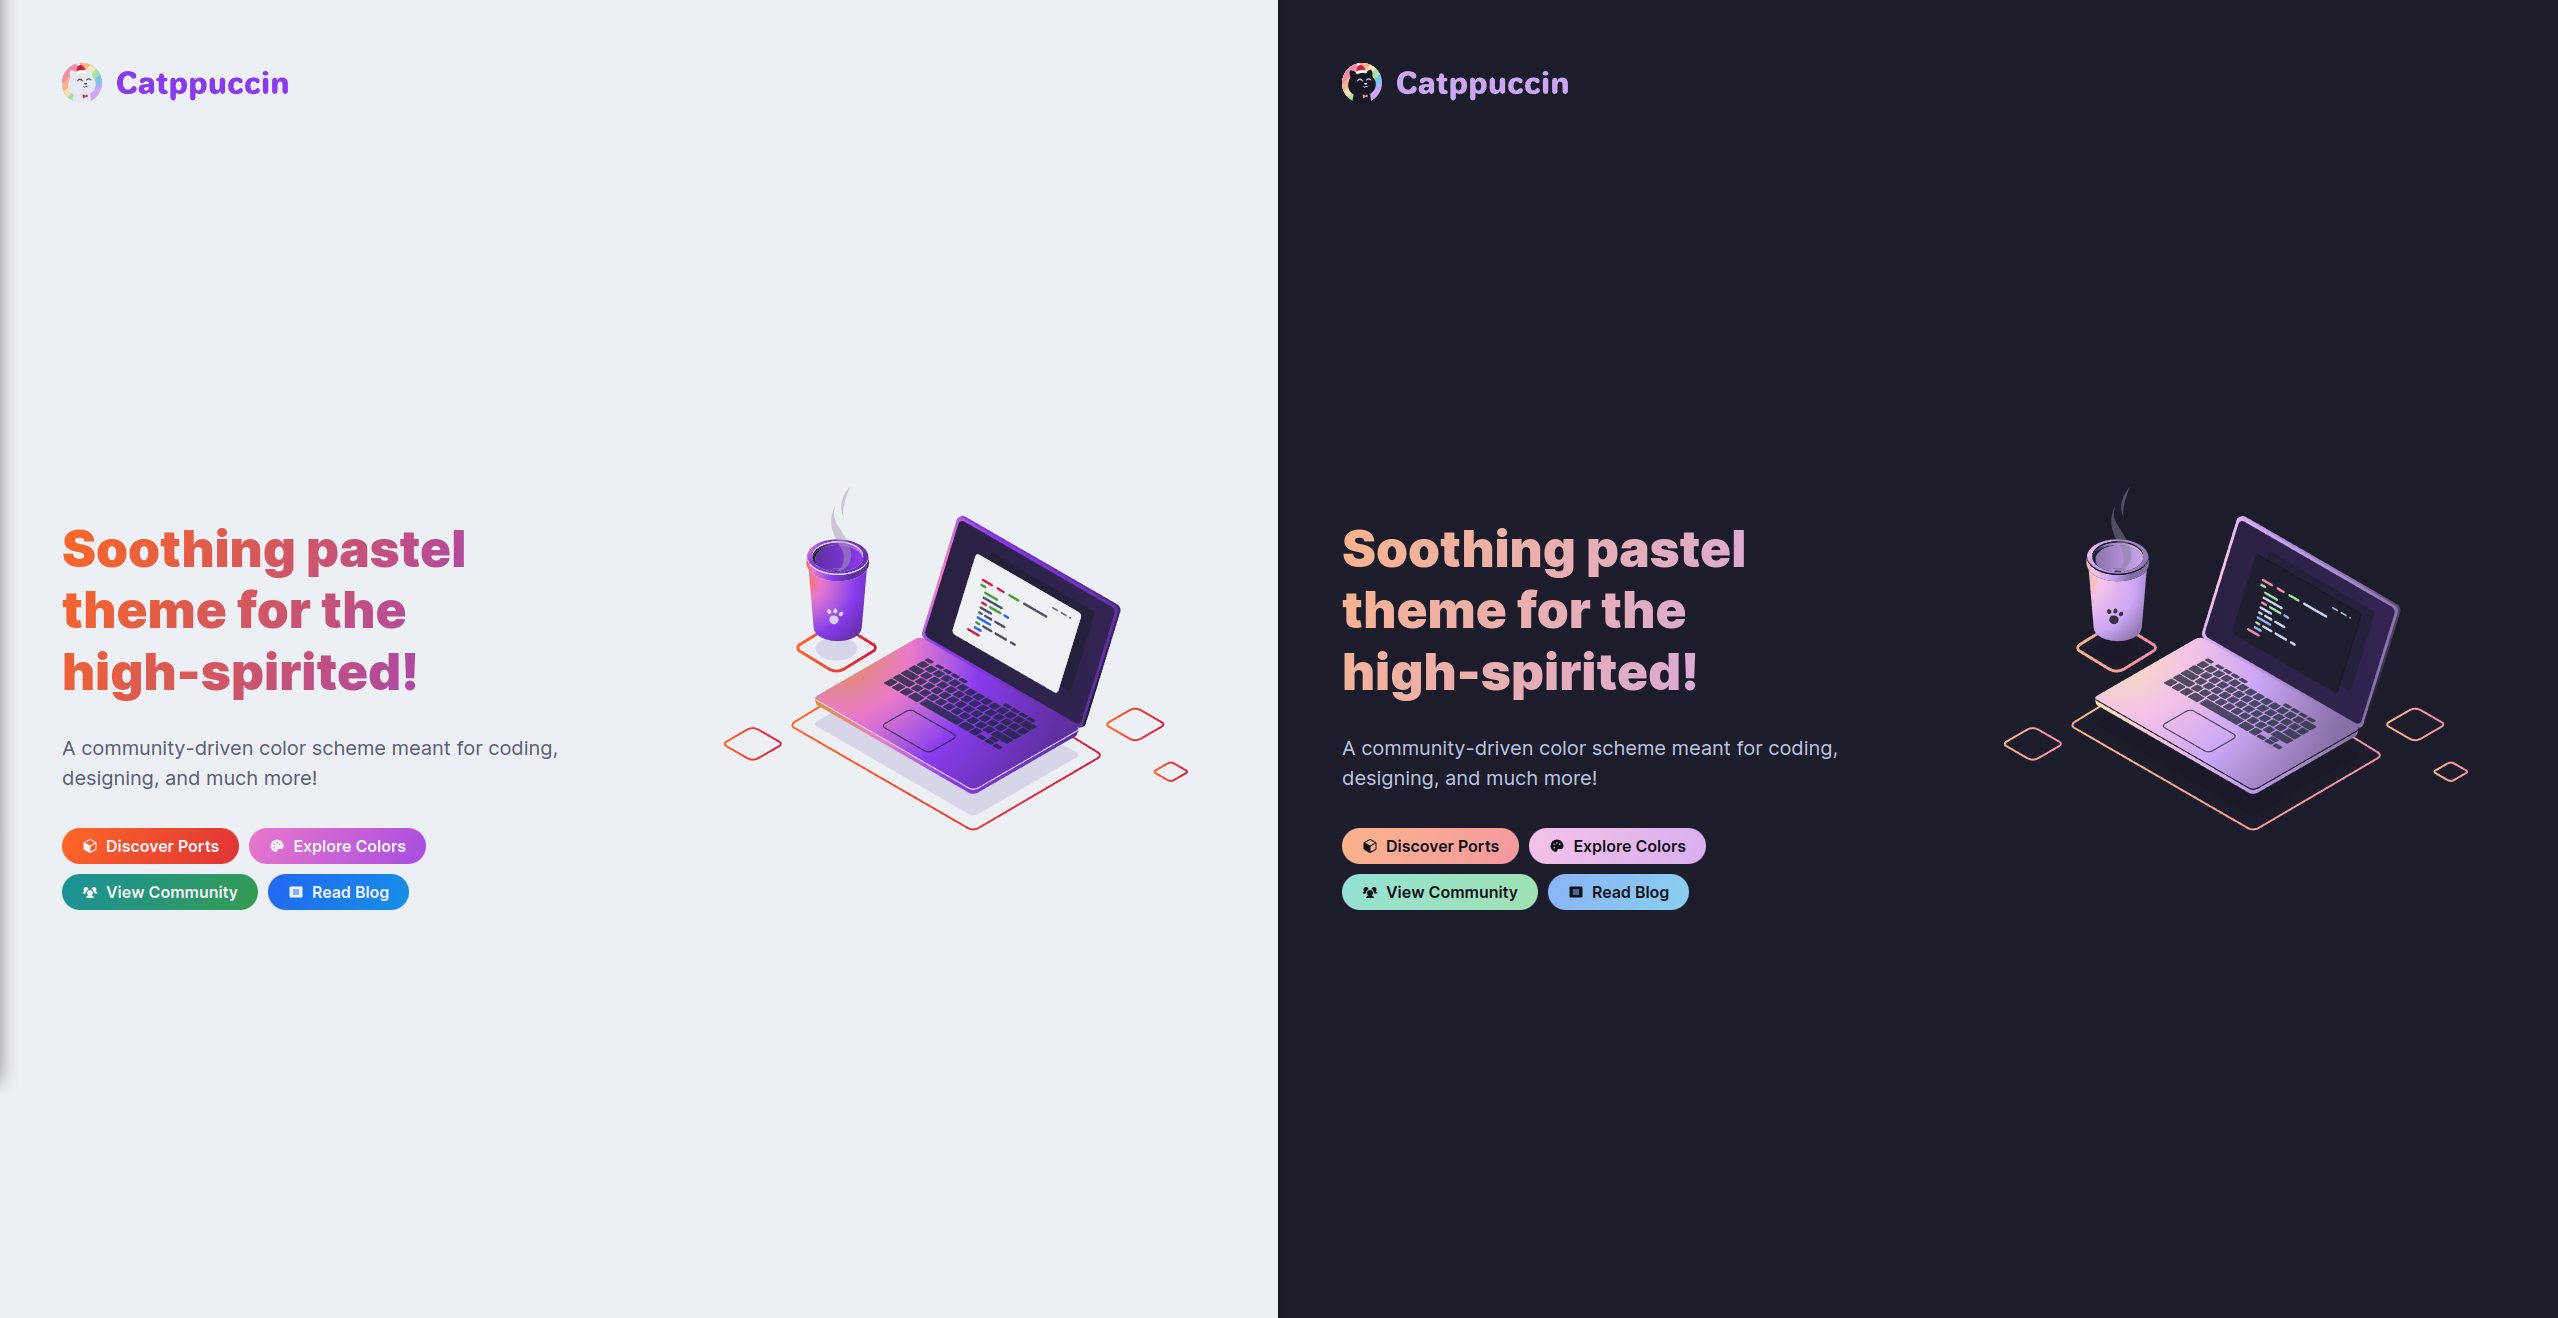 Catppuccin
Soothing pastel
theme for the
high-spirited!
A community-driven color scheme meant for coding,
designing, and much more!
Discover Ports
Explore Colors
View Community
Read Blog
Catppuccin
Soothing pastel
theme for the
high-spirited!
A community-driven color scheme meant for coding,
designing, and much more!
Discover Ports
Explore Colors
View Community
Read Blog